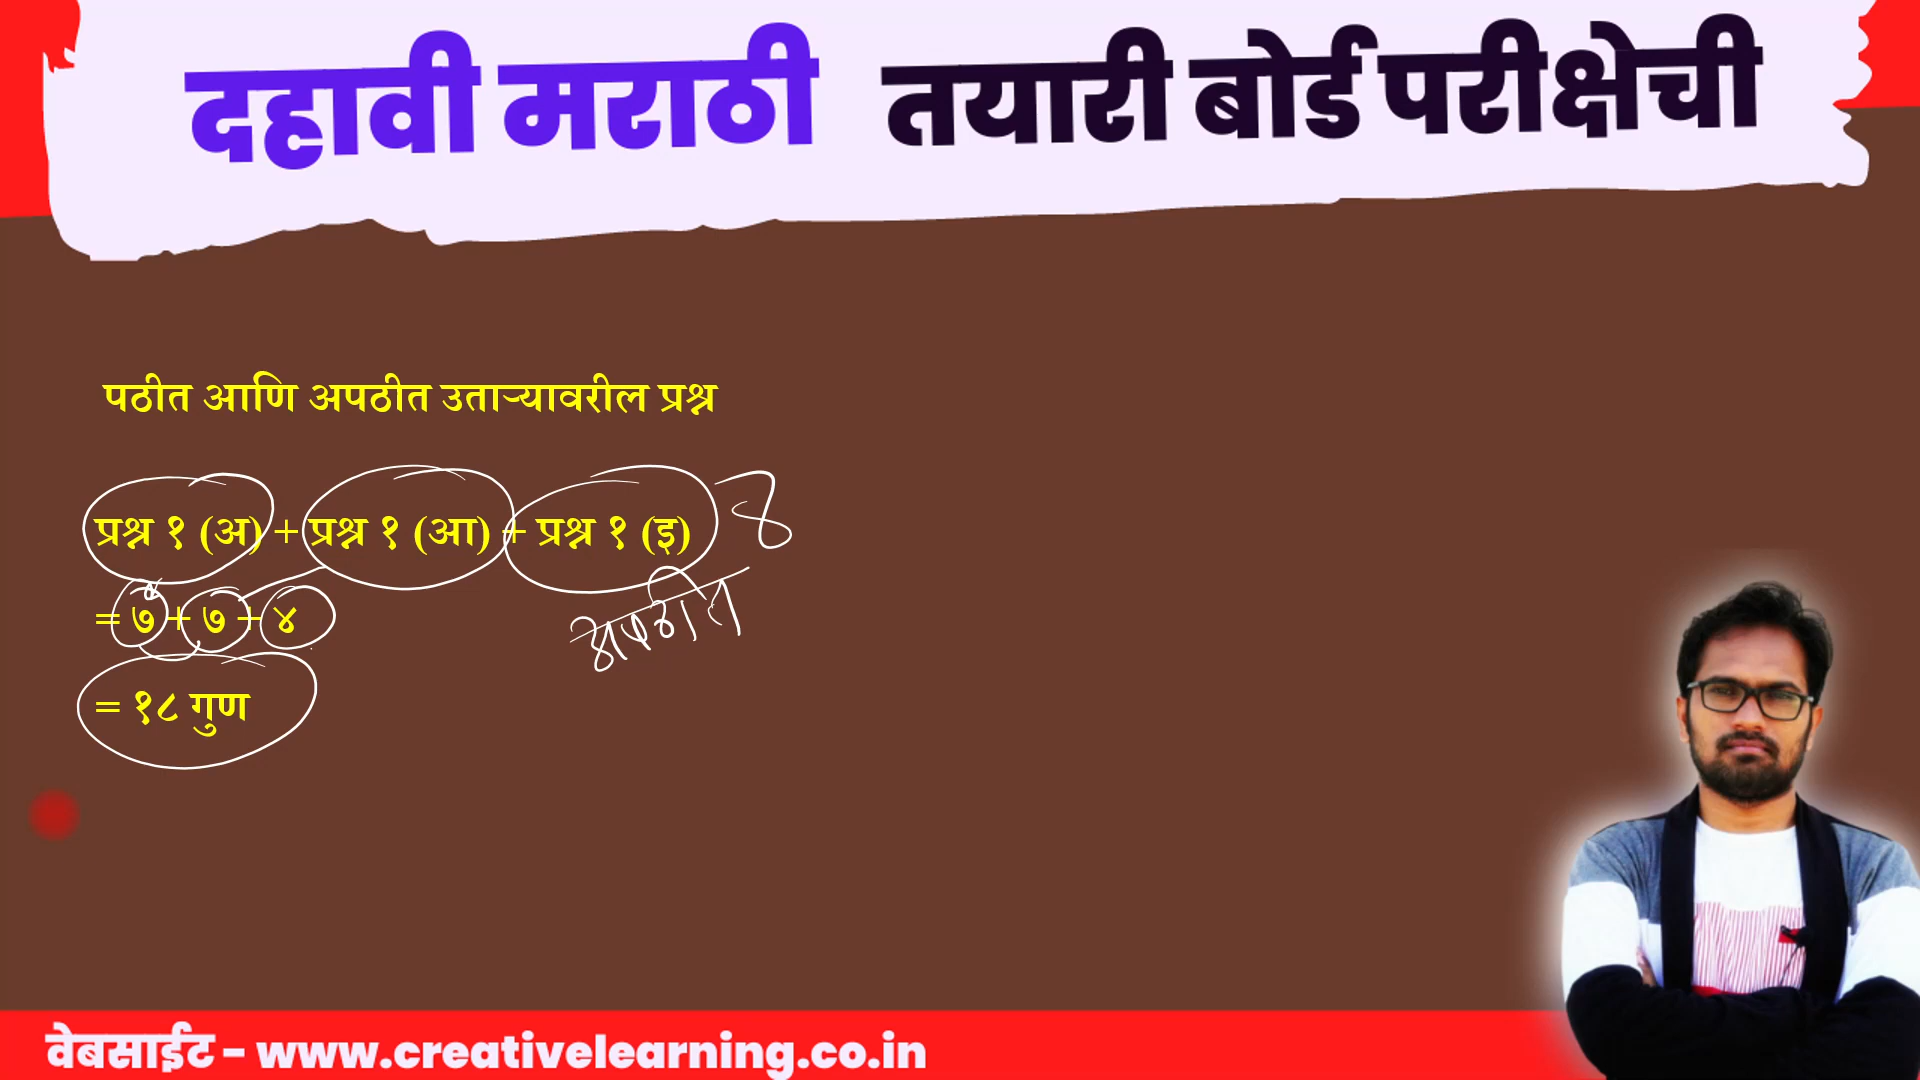 दहावी मराठी तयारी बोर्ड परीक्षेची
पठीत आणि अपठीत उताऱ्यावरील प्रश्न
प्रश्न १ (अ) + प्रश्न १ (आ) + प्रश्न १ (इ) ४
अपठीत
= ७ + ७ + ४
= १८ गुण
वेबसाईट - www.creativelearning.co.in